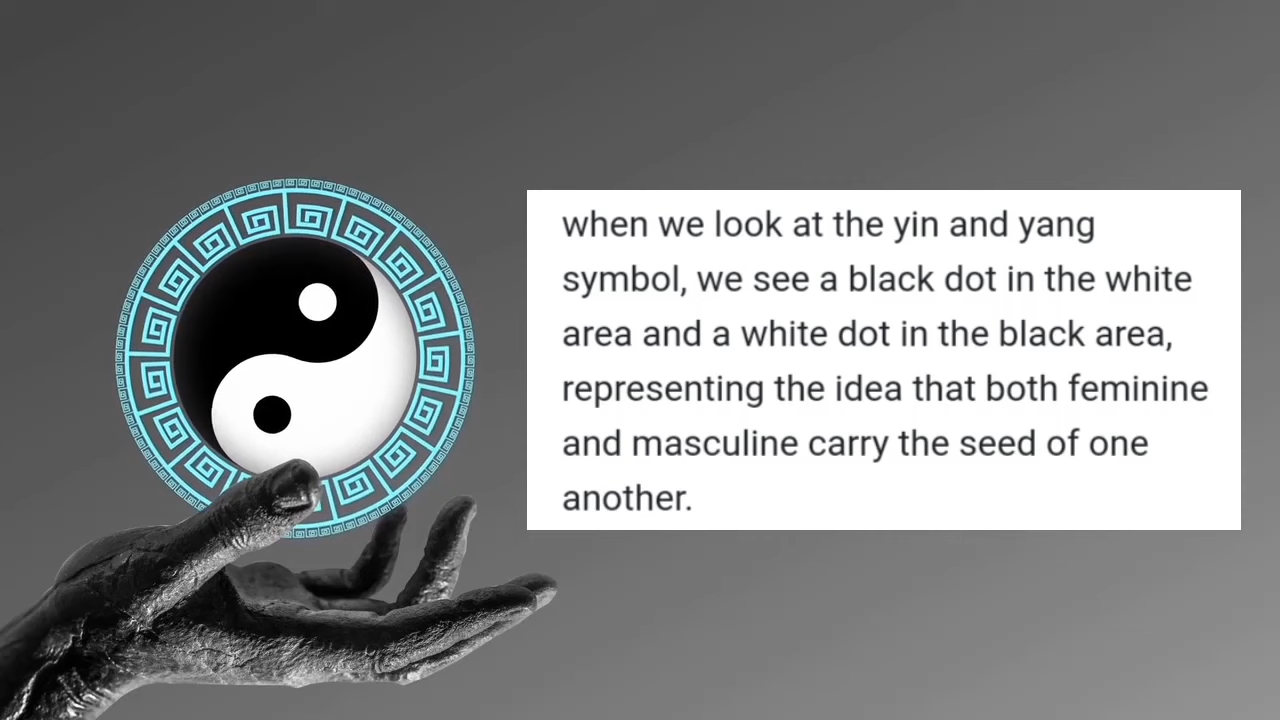 when we look at the yin and yang
symbol, we see a black dot in the white
area and a white dot in the black area,
representing the idea that both feminine
and masculine carry the seed of one
another.